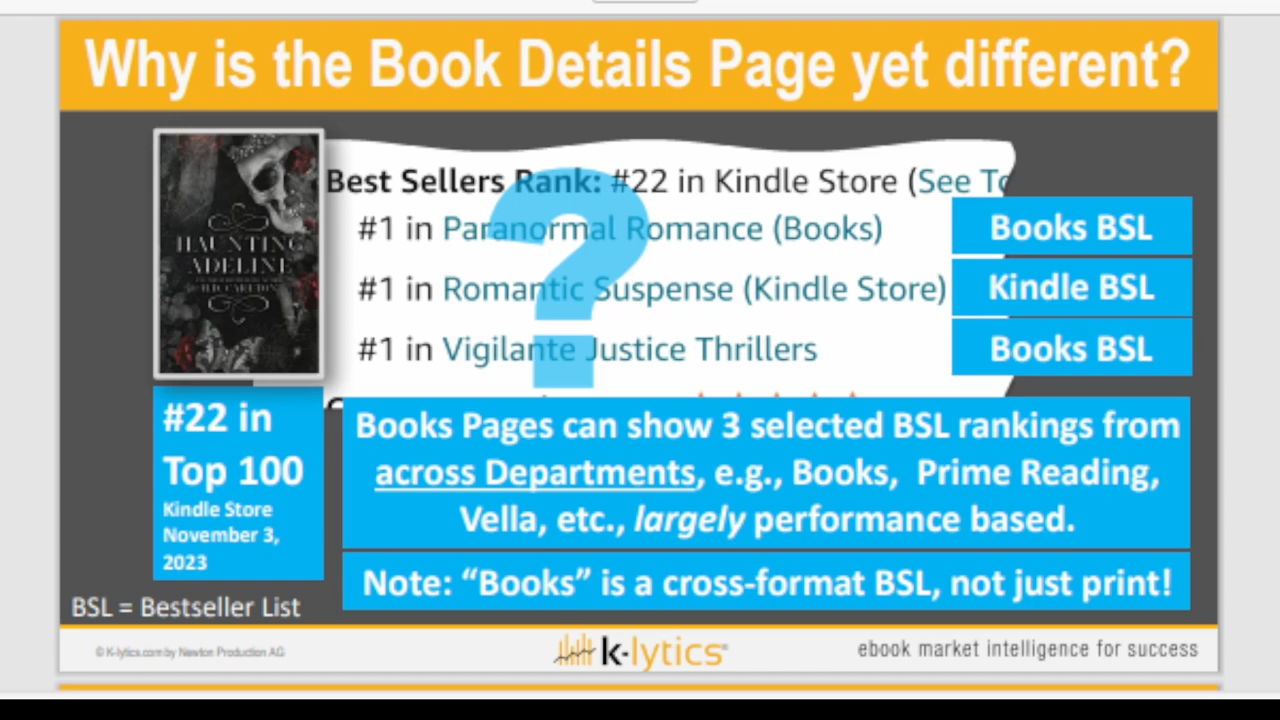 Why is the Book Details Page yet different?
Best Sellers Rank: #22 in Kindle Store (See To
#1 in Paranormal Romance (Books)
Books BSL
#1 in Romantic Suspense (Kindle Store)
Kindle BSL
#1 in Vigilante Justice Thrillers
Books BSL
?
HAUNTING
ADELINE
H.D. CARLTON
#22 in
Top 100
Kindle Store
November 3,
2023
Books Pages can show 3 selected BSL rankings from
across Departments, e.g., Books, Prime Reading,
Vella, etc., largely performance based.
Note: “Books” is a cross-format BSL, not just print!
BSL = Bestseller List
© K-lytics.com by Newton Production AG
k-lytics®
ebook market intelligence for success